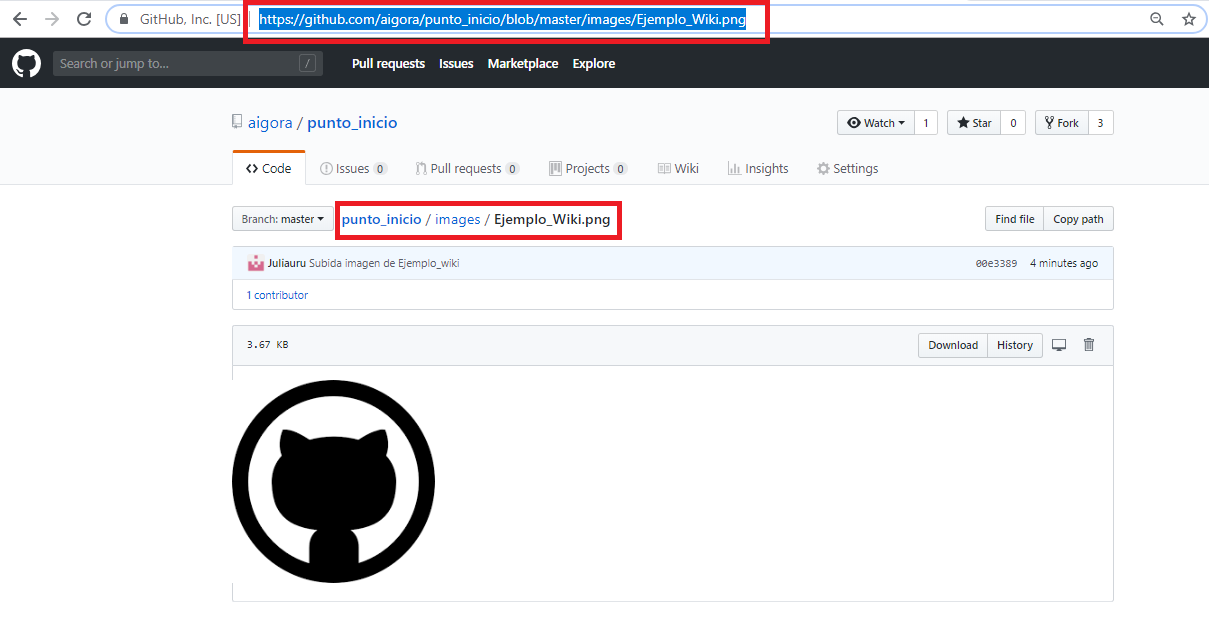 GitHub, Inc. [US] https://github.com/aigora/punto_inicio/blob/master/images/Ejemplo_Wiki.png
Search or jump to... / Pull requests Issues Marketplace Explore
aigora / punto_inicio Watch 1 Star 0 Fork 3
Code Issues 0 Pull requests 0 Projects 0 Wiki Insights Settings
Branch: master punto_inicio / images / Ejemplo_Wiki.png Find file Copy path
Juliauru Subida imagen de Ejemplo_wiki 00e3389 4 minutes ago
1 contributor
3.67 KB Download History